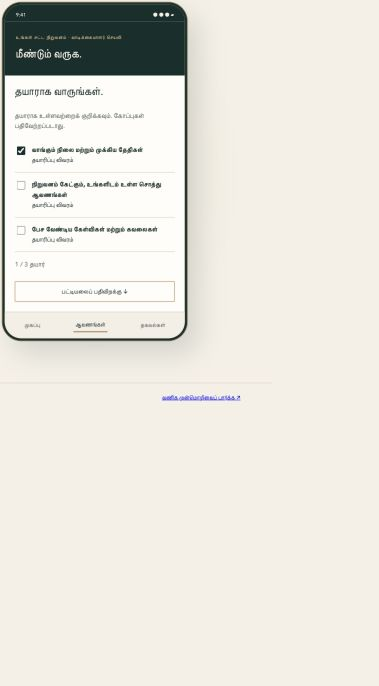 9:41
உங்கள் சட்ட நிறுவனம் · வாடிக்கையாளர் செயலி
மீண்டும் வருக.
தயாராக வாருங்கள்.
தயாராக உள்ளவற்றைக் குறிக்கவும். கோப்புகள்
பதிவேற்றப்படாது.
வாங்கும் நிலை மற்றும் முக்கிய தேதிகள்
தயாரிப்பு விவரம்
நிறுவனம் கேட்கும், உங்களிடம் உள்ள சொத்து
ஆவணங்கள்
தயாரிப்பு விவரம்
பேச வேண்டிய கேள்விகள் மற்றும் கவலைகள்
தயாரிப்பு விவரம்
1 / 3 தயார்
பட்டியலைப் பதிவிறக்கு ↓
முகப்பு ஆவணங்கள் தகவல்கள்
வணிக முன்மொழிவைப் பார்க்க ↗